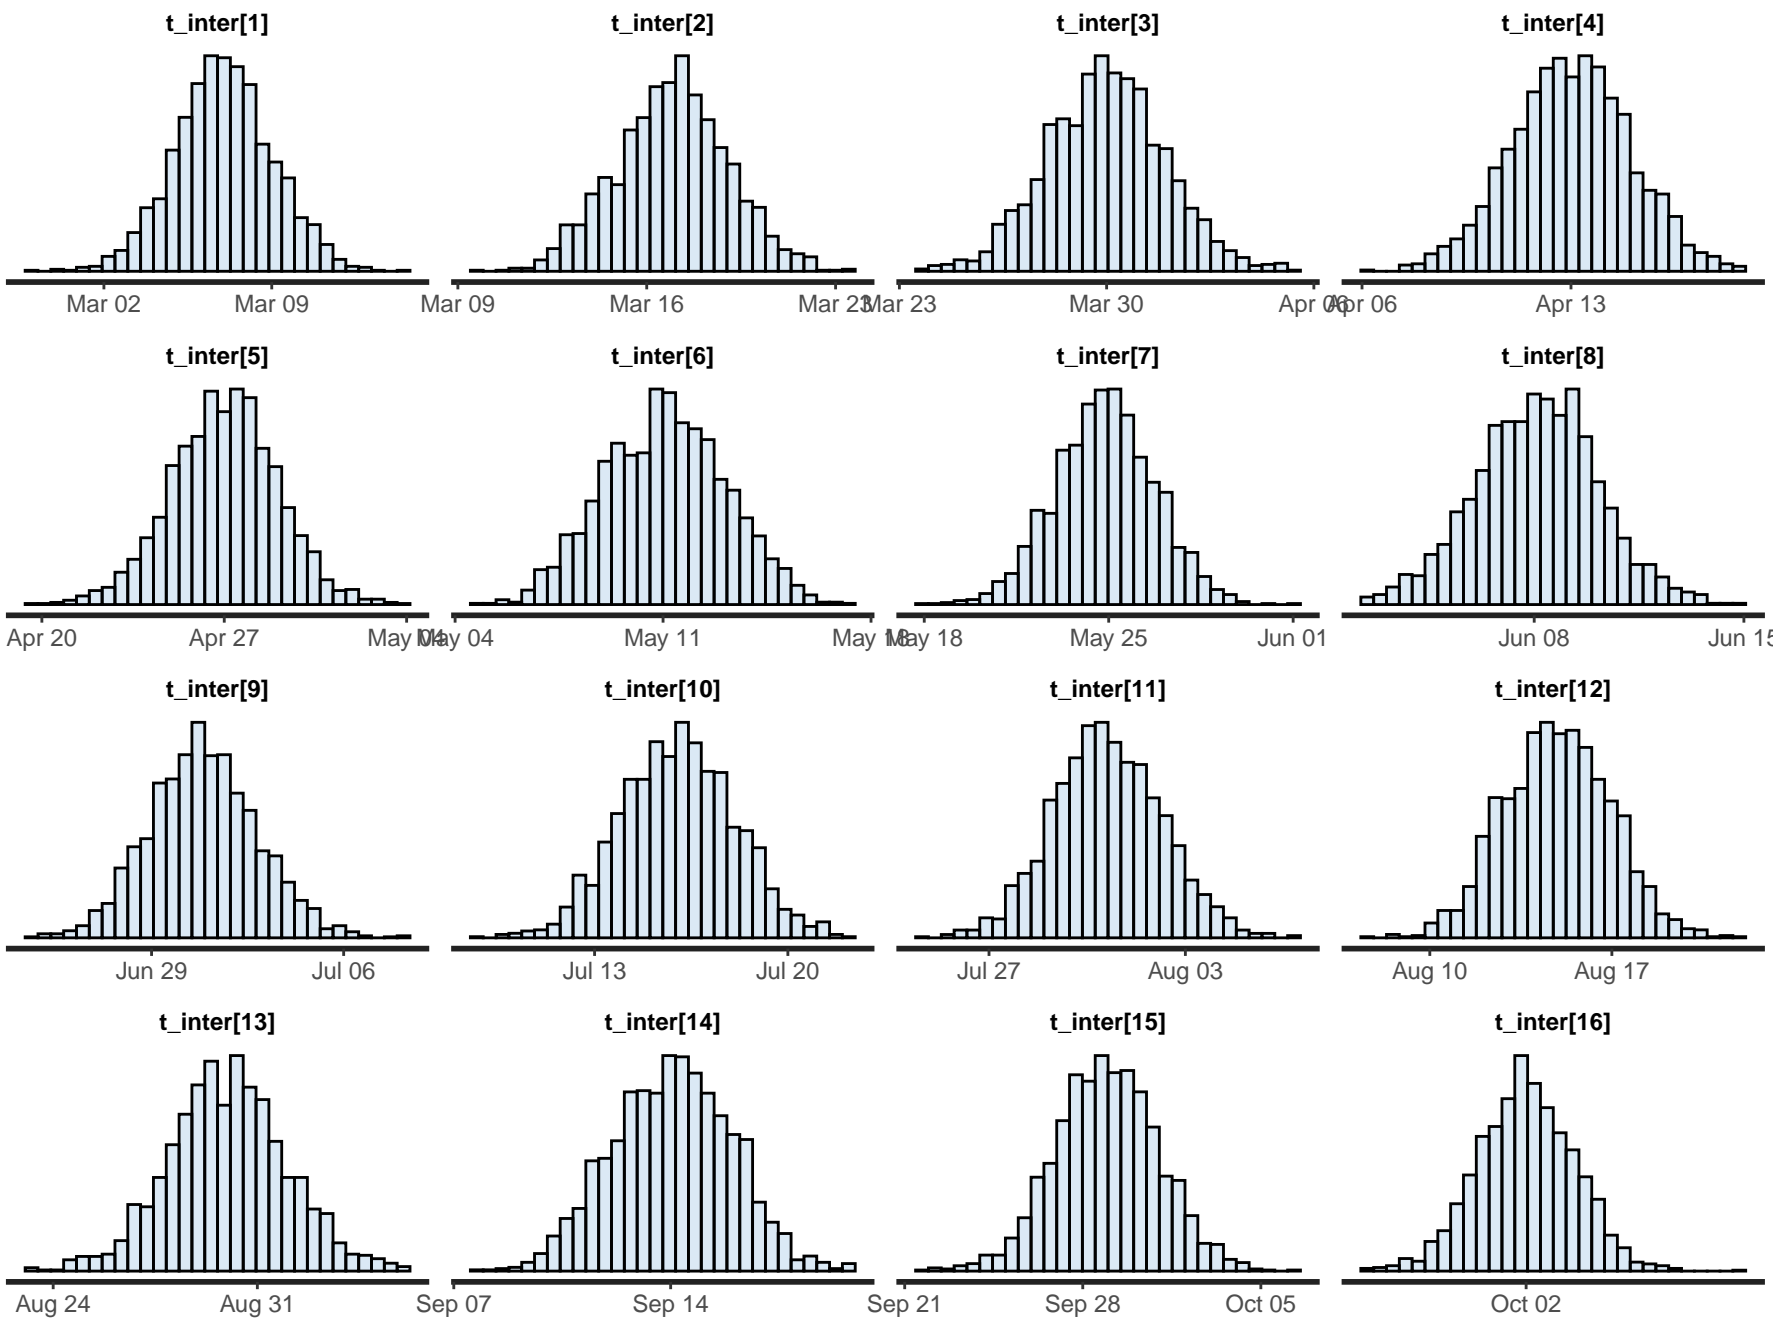 t_inter[1] t_inter[2] t_inter[3] t_inter[4]
Mar 02 Mar 09 Mar 09 Mar 16 Mar 23 Mar 23 Mar 30 Apr 06 Apr 06 Apr 13
t_inter[5] t_inter[6] t_inter[7] t_inter[8]
Apr 20 Apr 27 May 04 May 04 May 11 May 18 May 18 May 25 Jun 01 Jun 08 Jun 15
t_inter[9] t_inter[10] t_inter[11] t_inter[12]
Jun 29 Jul 06 Jul 13 Jul 20 Jul 27 Aug 03 Aug 10 Aug 17
t_inter[13] t_inter[14] t_inter[15] t_inter[16]
Aug 24 Aug 31 Sep 07 Sep 14 Sep 21 Sep 28 Oct 05 Oct 02